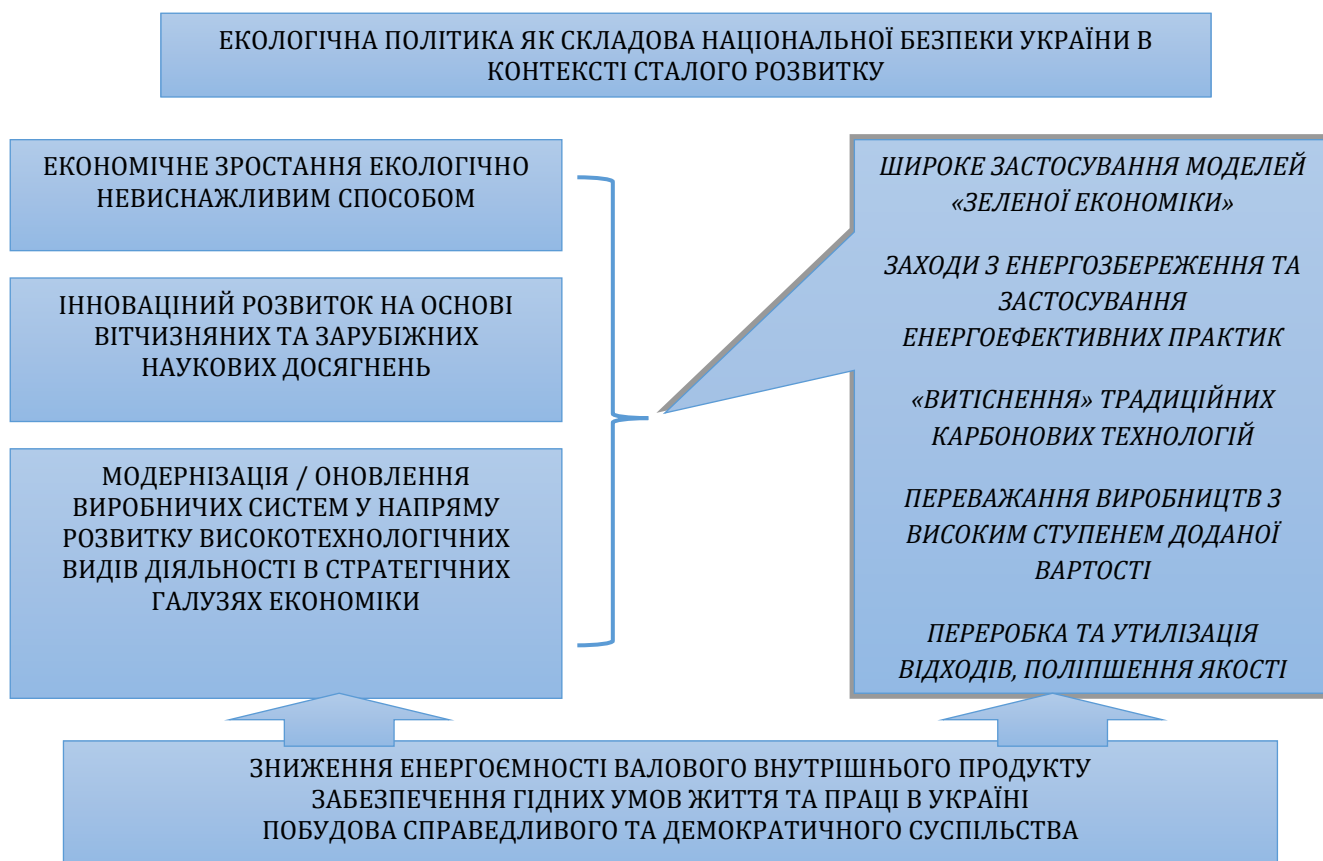 ЕКОЛОГІЧНА ПОЛІТИКА ЯК СКЛАДОВА НАЦІОНАЛЬНОЇ БЕЗПЕКИ УКРАЇНИ В
КОНТЕКСТІ СТАЛОГО РОЗВИТКУ
ЕКОНОМІЧНЕ ЗРОСТАННЯ ЕКОЛОГІЧНО
НЕВИСНАЖЛИВИМ СПОСОБОМ
ІННОВАЦІНИЙ РОЗВИТОК НА ОСНОВІ
ВІТЧИЗНЯНИХ ТА ЗАРУБІЖНИХ
НАУКОВИХ ДОСЯГНЕНЬ
МОДЕРНІЗАЦІЯ / ОНОВЛЕННЯ
ВИРОБНИЧИХ СИСТЕМ У НАПРЯМУ
РОЗВИТКУ ВИСОКОТЕХНОЛОГІЧНИХ
ВИДІВ ДІЯЛЬНОСТІ В СТРАТЕГІЧНИХ
ГАЛУЗЯХ ЕКОНОМІКИ
ШИРОКЕ ЗАСТОСУВАННЯ МОДЕЛЕЙ
«ЗЕЛЕНОЇ ЕКОНОМІКИ»
ЗАХОДИ З ЕНЕРГОЗБЕРЕЖЕННЯ ТА
ЗАСТОСУВАННЯ
ЕНЕРГОЕФЕКТИВНИХ ПРАКТИК
«ВИТІСНЕННЯ» ТРАДИЦІЙНИХ
КАРБОНОВИХ ТЕХНОЛОГІЙ
ПЕРЕВАЖАННЯ ВИРОБНИЦТВ З
ВИСОКИМ СТУПЕНЕМ ДОДАНОЇ
ВАРТОСТІ
ПЕРЕРОБКА ТА УТИЛІЗАЦІЯ
ВІДХОДІВ, ПОЛІПШЕННЯ ЯКОСТІ
ЗНИЖЕННЯ ЕНЕРГОЄМНОСТІ ВАЛОВОГО ВНУТРІШНЬОГО ПРОДУКТУ
ЗАБЕЗПЕЧЕННЯ ГІДНИХ УМОВ ЖИТТЯ ТА ПРАЦІ В УКРАЇНІ
ПОБУДОВА СПРАВЕДЛИВОГО ТА ДЕМОКРАТИЧНОГО СУСПІЛЬСТВА